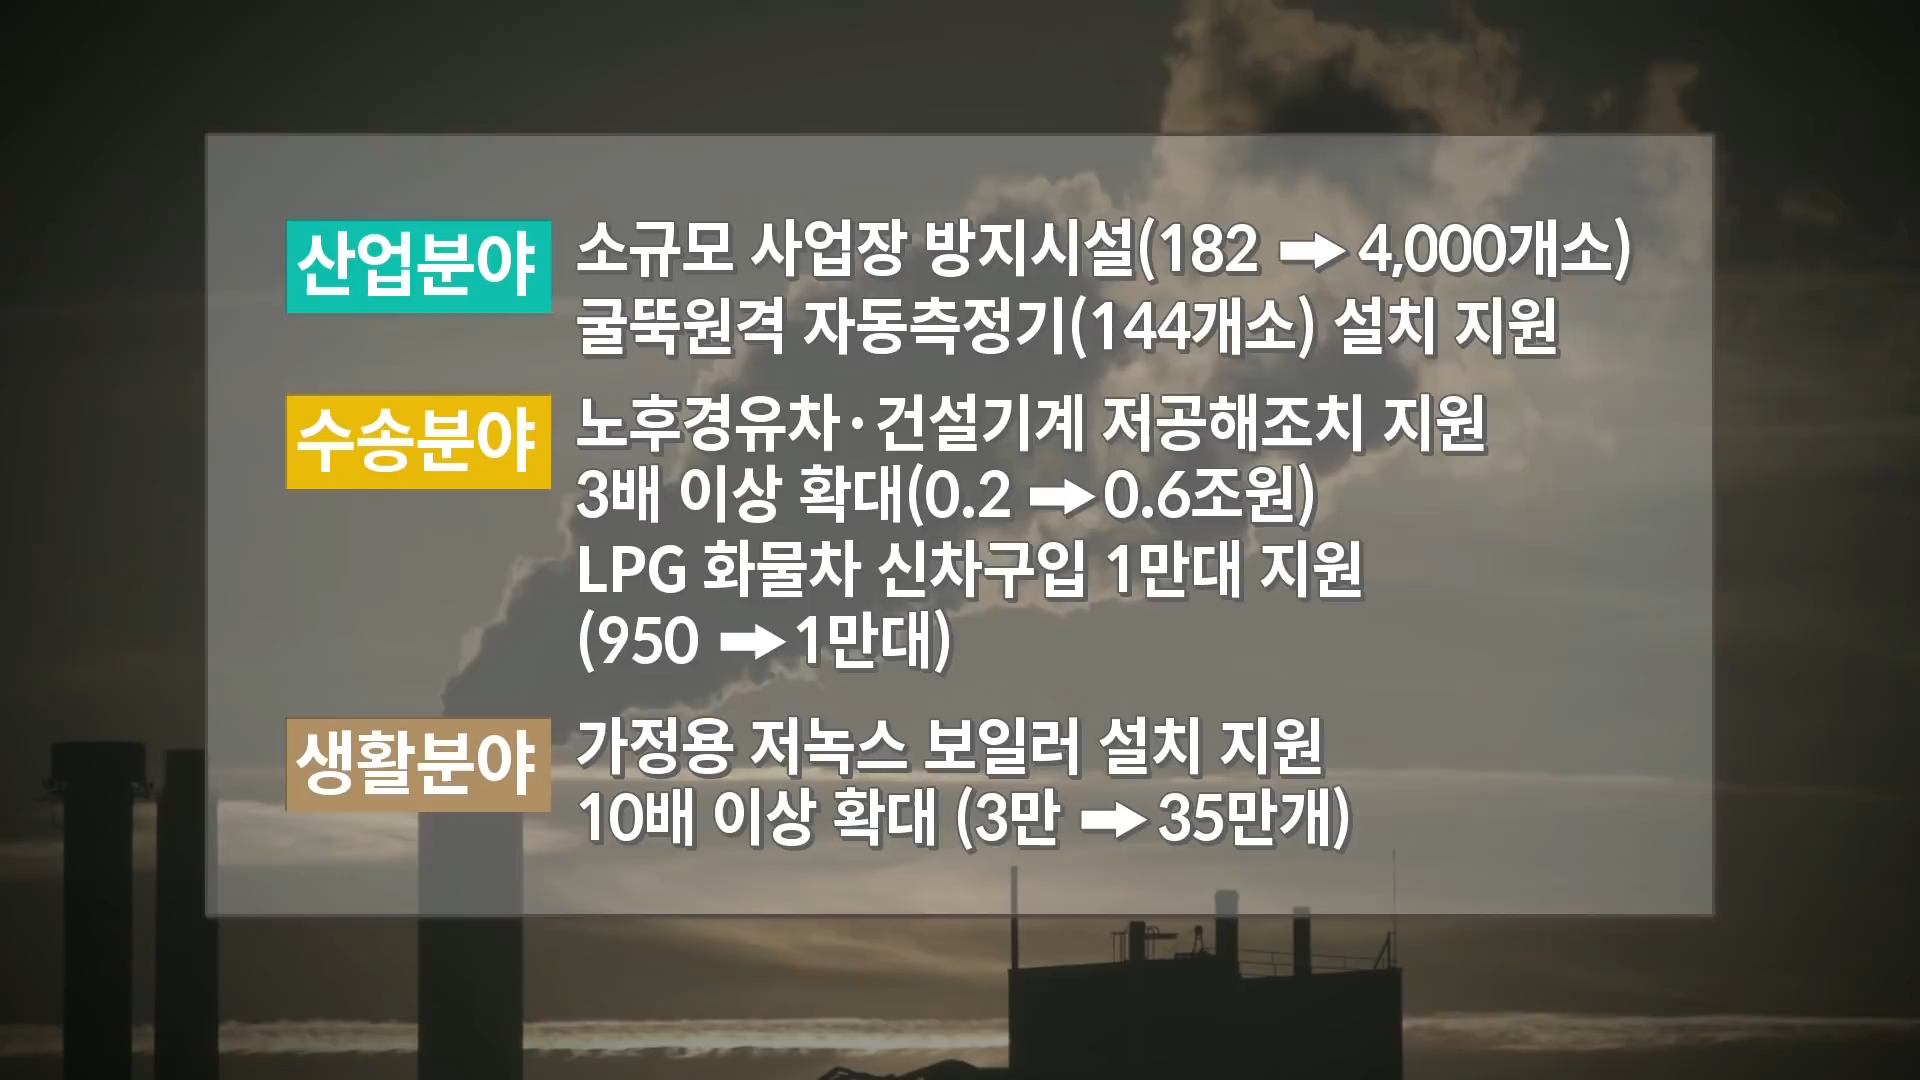 산업분야
소규모 사업장 방지시설(182 ➡ 4,000개소)
굴뚝원격 자동측정기(144개소) 설치 지원
수송분야
노후경유차·건설기계 저공해조치 지원
3배 이상 확대(0.2 ➡ 0.6조원)
LPG 화물차 신차구입 1만대 지원
(950 ➡ 1만대)
생활분야
가정용 저녹스 보일러 설치 지원
10배 이상 확대 (3만 ➡ 35만개)